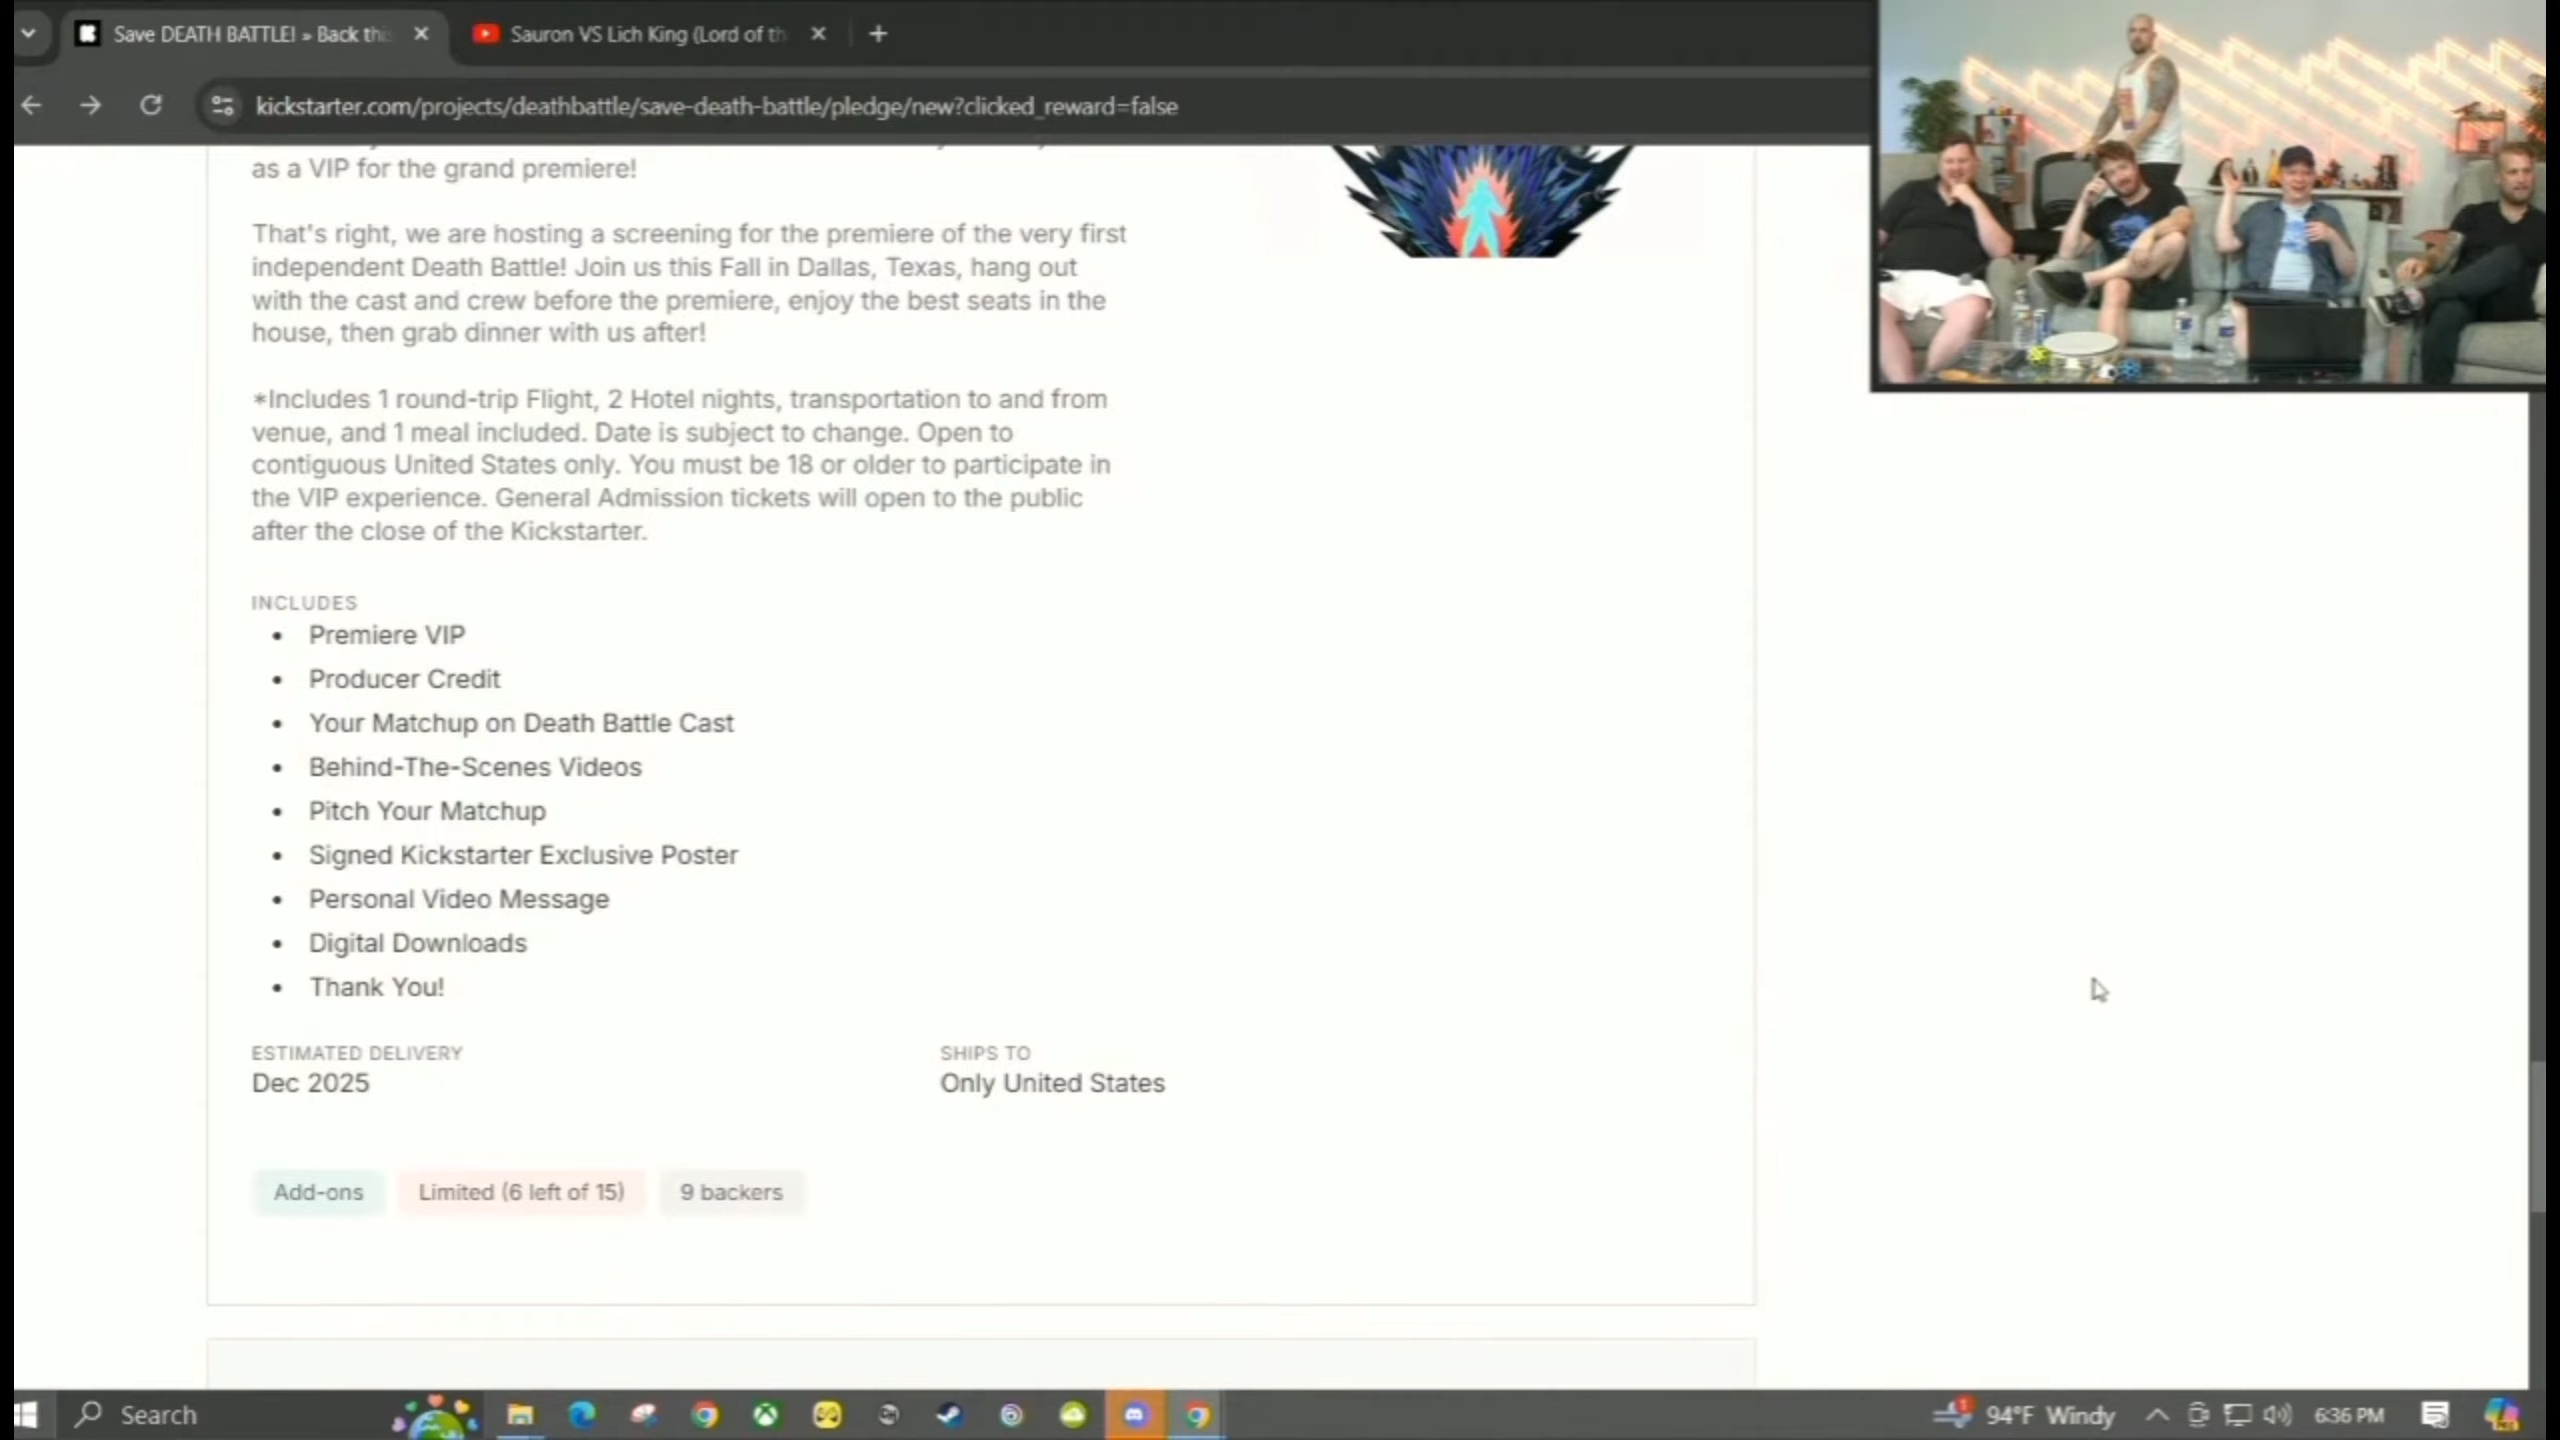 Save DEATH BATTLE! » Back this
Sauron VS Lich King (Lord of th
kickstarter.com/projects/deathbattle/save-death-battle/pledge/new?clicked_reward=false
as a VIP for the grand premiere!
That's right, we are hosting a screening for the premiere of the very first
independent Death Battle! Join us this Fall in Dallas, Texas, hang out
with the cast and crew before the premiere, enjoy the best seats in the
house, then grab dinner with us after!
*Includes 1 round-trip Flight, 2 Hotel nights, transportation to and from
venue, and 1 meal included. Date is subject to change. Open to
contiguous United States only. You must be 18 or older to participate in
the VIP experience. General Admission tickets will open to the public
after the close of the Kickstarter.
INCLUDES
• Premiere VIP
• Producer Credit
• Your Matchup on Death Battle Cast
• Behind-The-Scenes Videos
• Pitch Your Matchup
• Signed Kickstarter Exclusive Poster
• Personal Video Message
• Digital Downloads
• Thank You!
ESTIMATED DELIVERY
Dec 2025
SHIPS TO
Only United States
Add-ons
Limited (6 left of 15)
9 backers
Search
1
94°F Windy
6:36 PM